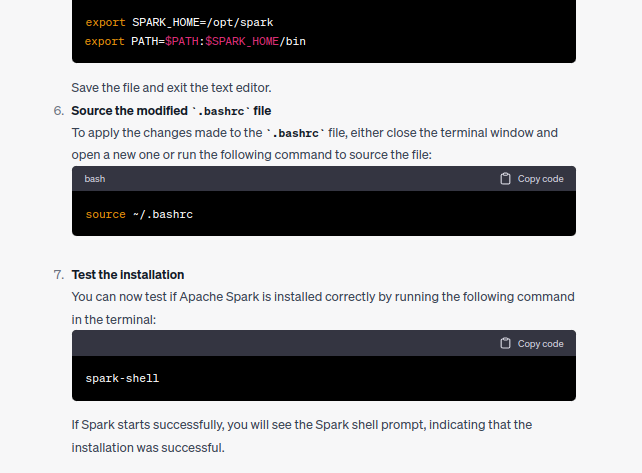 export SPARK_HOME=/opt/spark
export PATH=$PATH:$SPARK_HOME/bin
Save the file and exit the text editor.
6. Source the modified `.bashrc` file
To apply the changes made to the `.bashrc` file, either close the terminal window and
open a new one or run the following command to source the file:
bash Copy code
source ~/.bashrc
7. Test the installation
You can now test if Apache Spark is installed correctly by running the following command
in the terminal:
Copy code
spark-shell
If Spark starts successfully, you will see the Spark shell prompt, indicating that the
installation was successful.